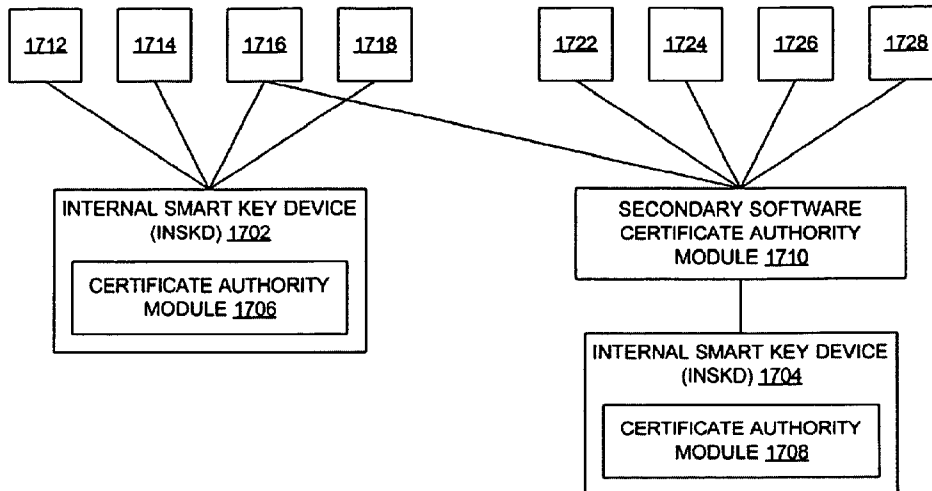 1712 1714 1716 1718 1722 1724 1726 1728
INTERNAL SMART KEY DEVICE
(INSKD) 1702
CERTIFICATE AUTHORITY
MODULE 1706
SECONDARY SOFTWARE
CERTIFICATE AUTHORITY
MODULE 1710
INTERNAL SMART KEY DEVICE
(INSKD) 1704
CERTIFICATE AUTHORITY
MODULE 1708